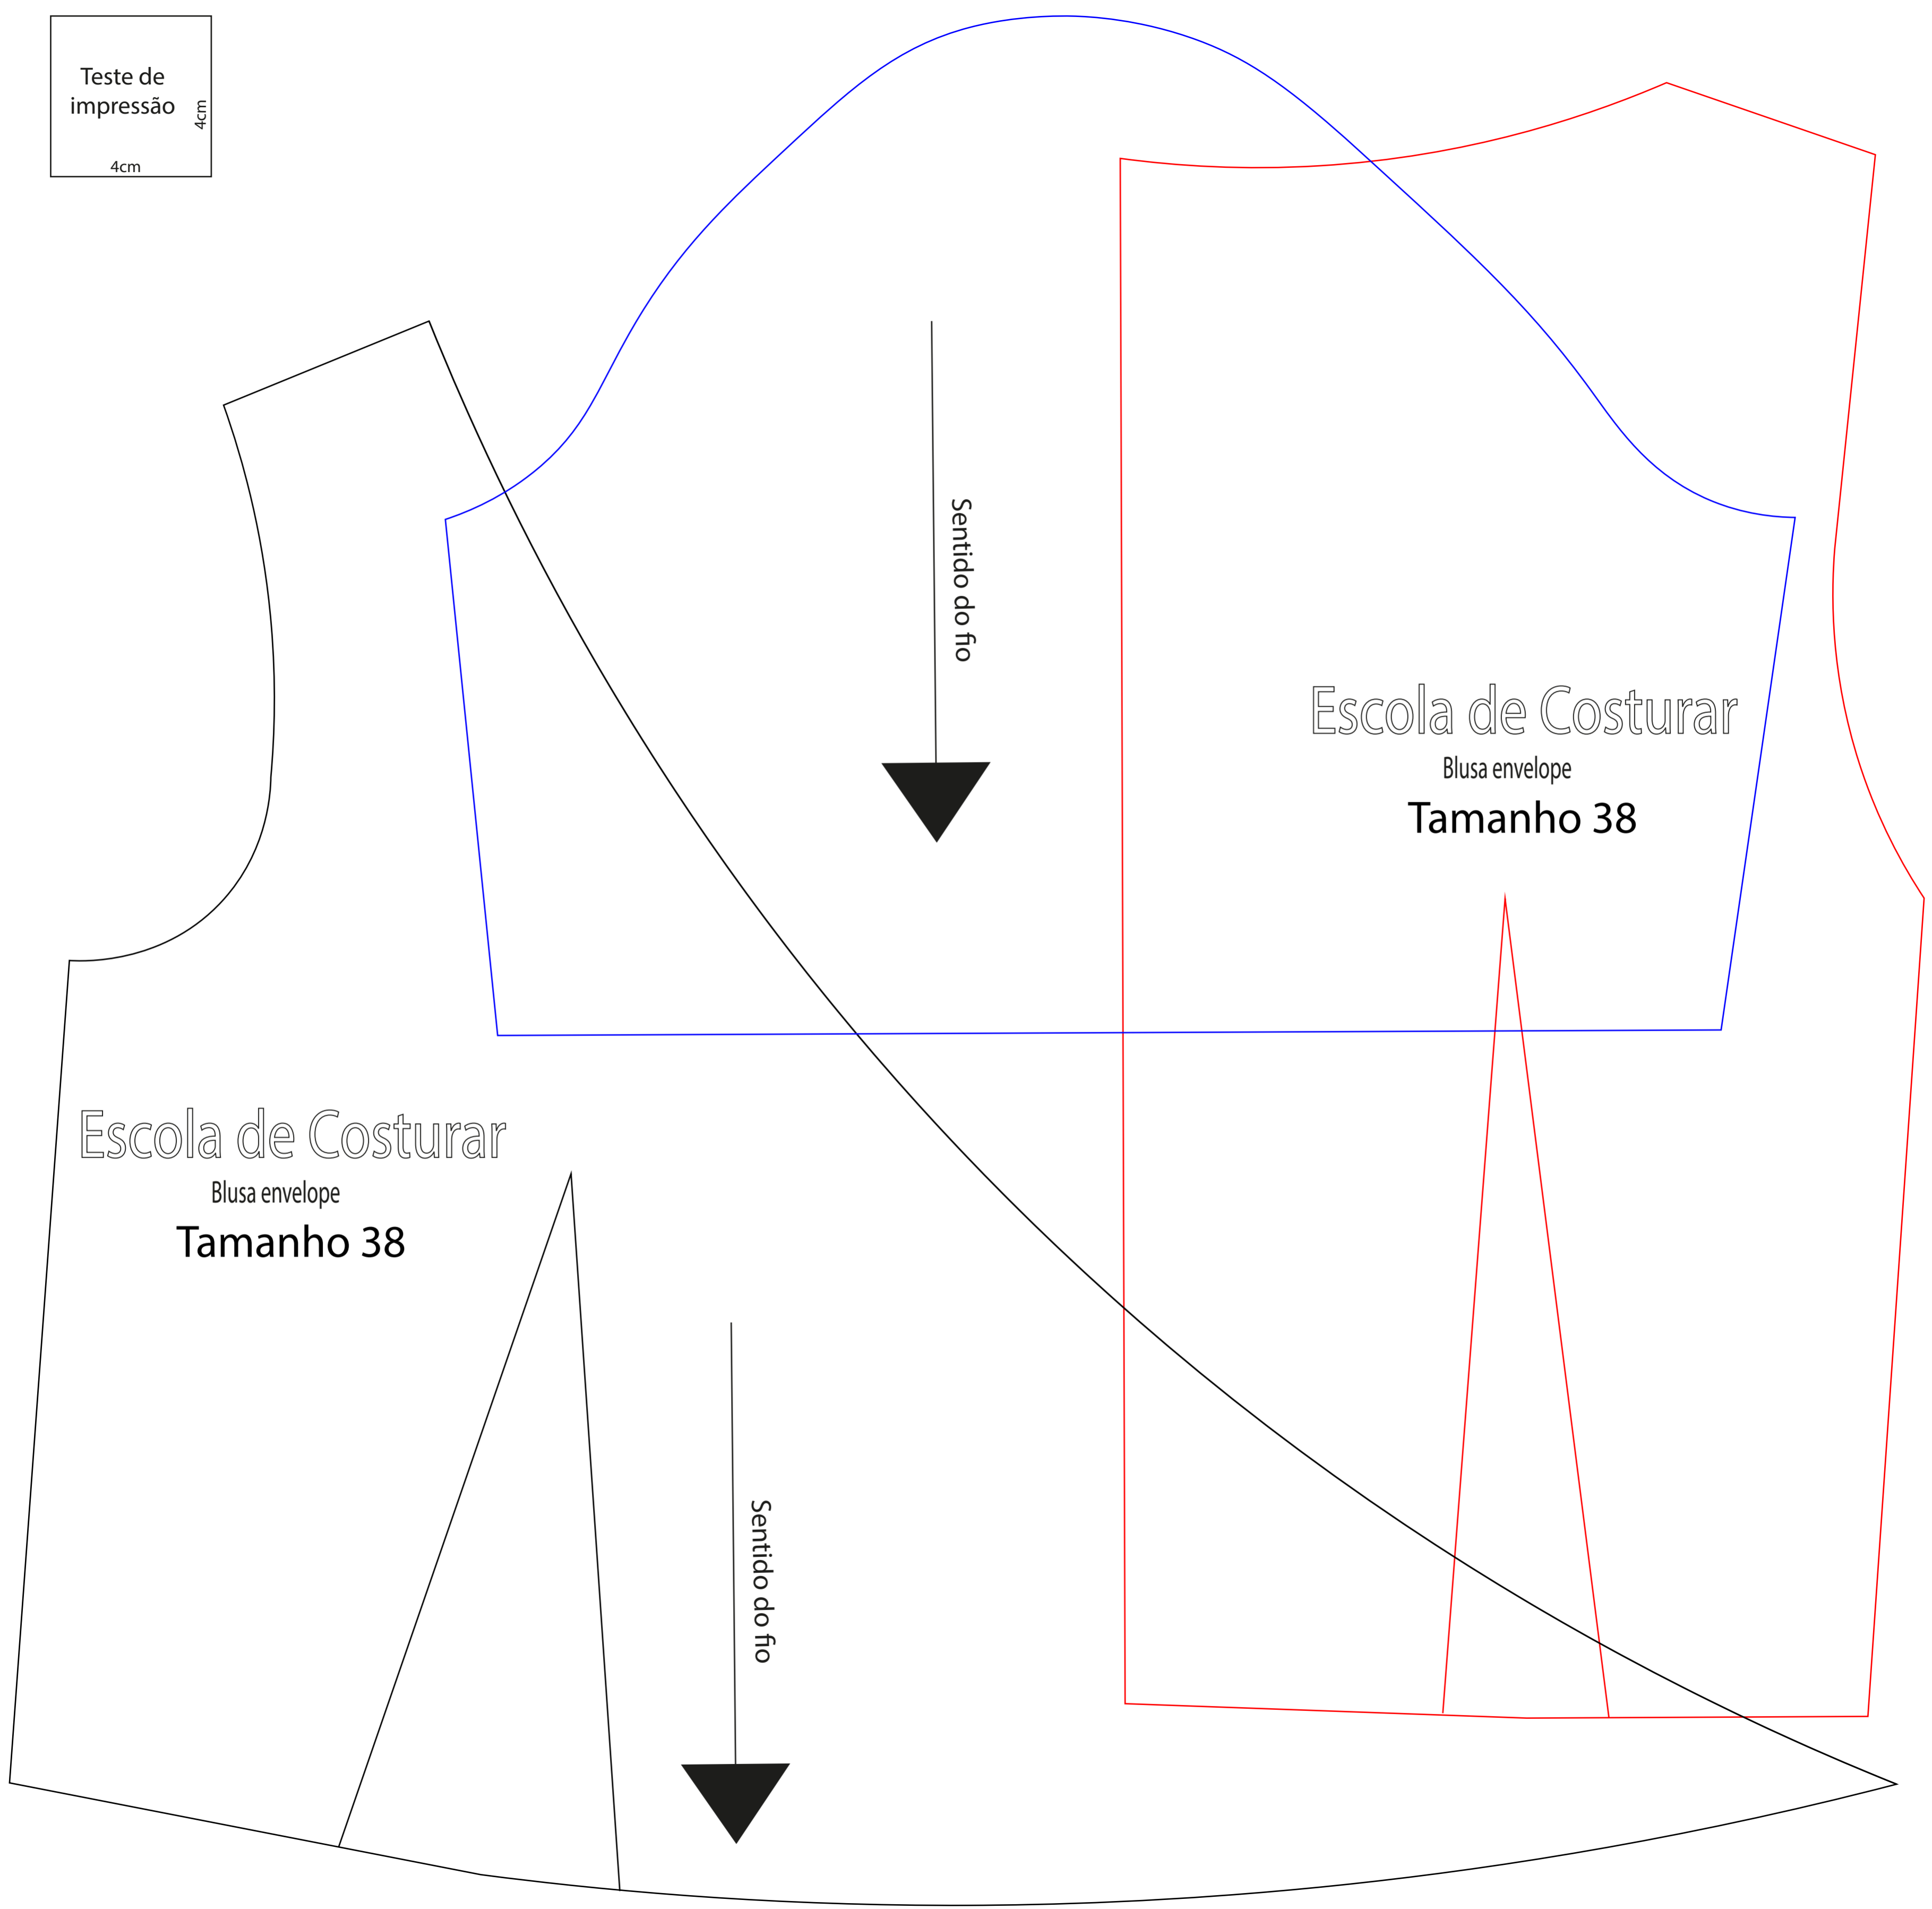 Teste de
impressão
4cm
4cm
Sentido do fio
Escola de Costurar
Blusa envelope
Tamanho 38
Escola de Costurar
Blusa envelope
Tamanho 38
Sentido do fio